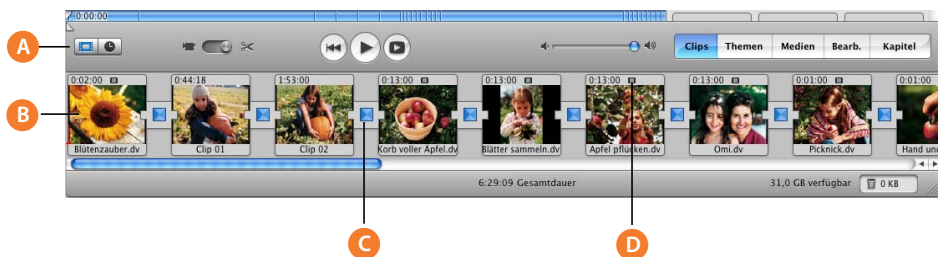 0:00:00
A
Clips Themen Medien Bearb. Kapitel
0:02:00 0:44:18 1:53:00 0:13:00 0:13:00 0:13:00 0:13:00 0:01:00 0:01:00
B
Blütenzauber.dv Clip 01 Clip 02 Korb voller Äpfel.dv Blätter sammeln.dv Äpfel pflücken.dv Omi.dv Picknick.dv Hand und
6:29:09 Gesamtdauer 31,0 GB verfügbar 0 KB
C D